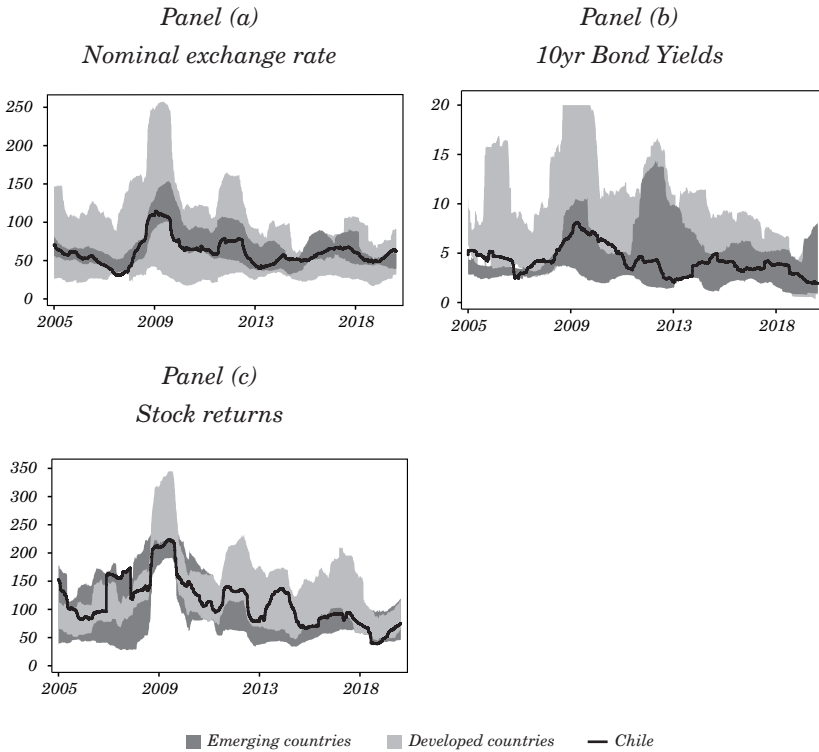 Panel (a)
Nominal exchange rate
250
200
150
100
50
0
2005 2009 2013 2018
Panel (b)
10yr Bond Yields
20
15
10
5
0
2005 2009 2013 2018
Panel (c)
Stock returns
350
300
250
200
150
100
50
0
2005 2009 2013 2018
Emerging countries Developed countries Chile